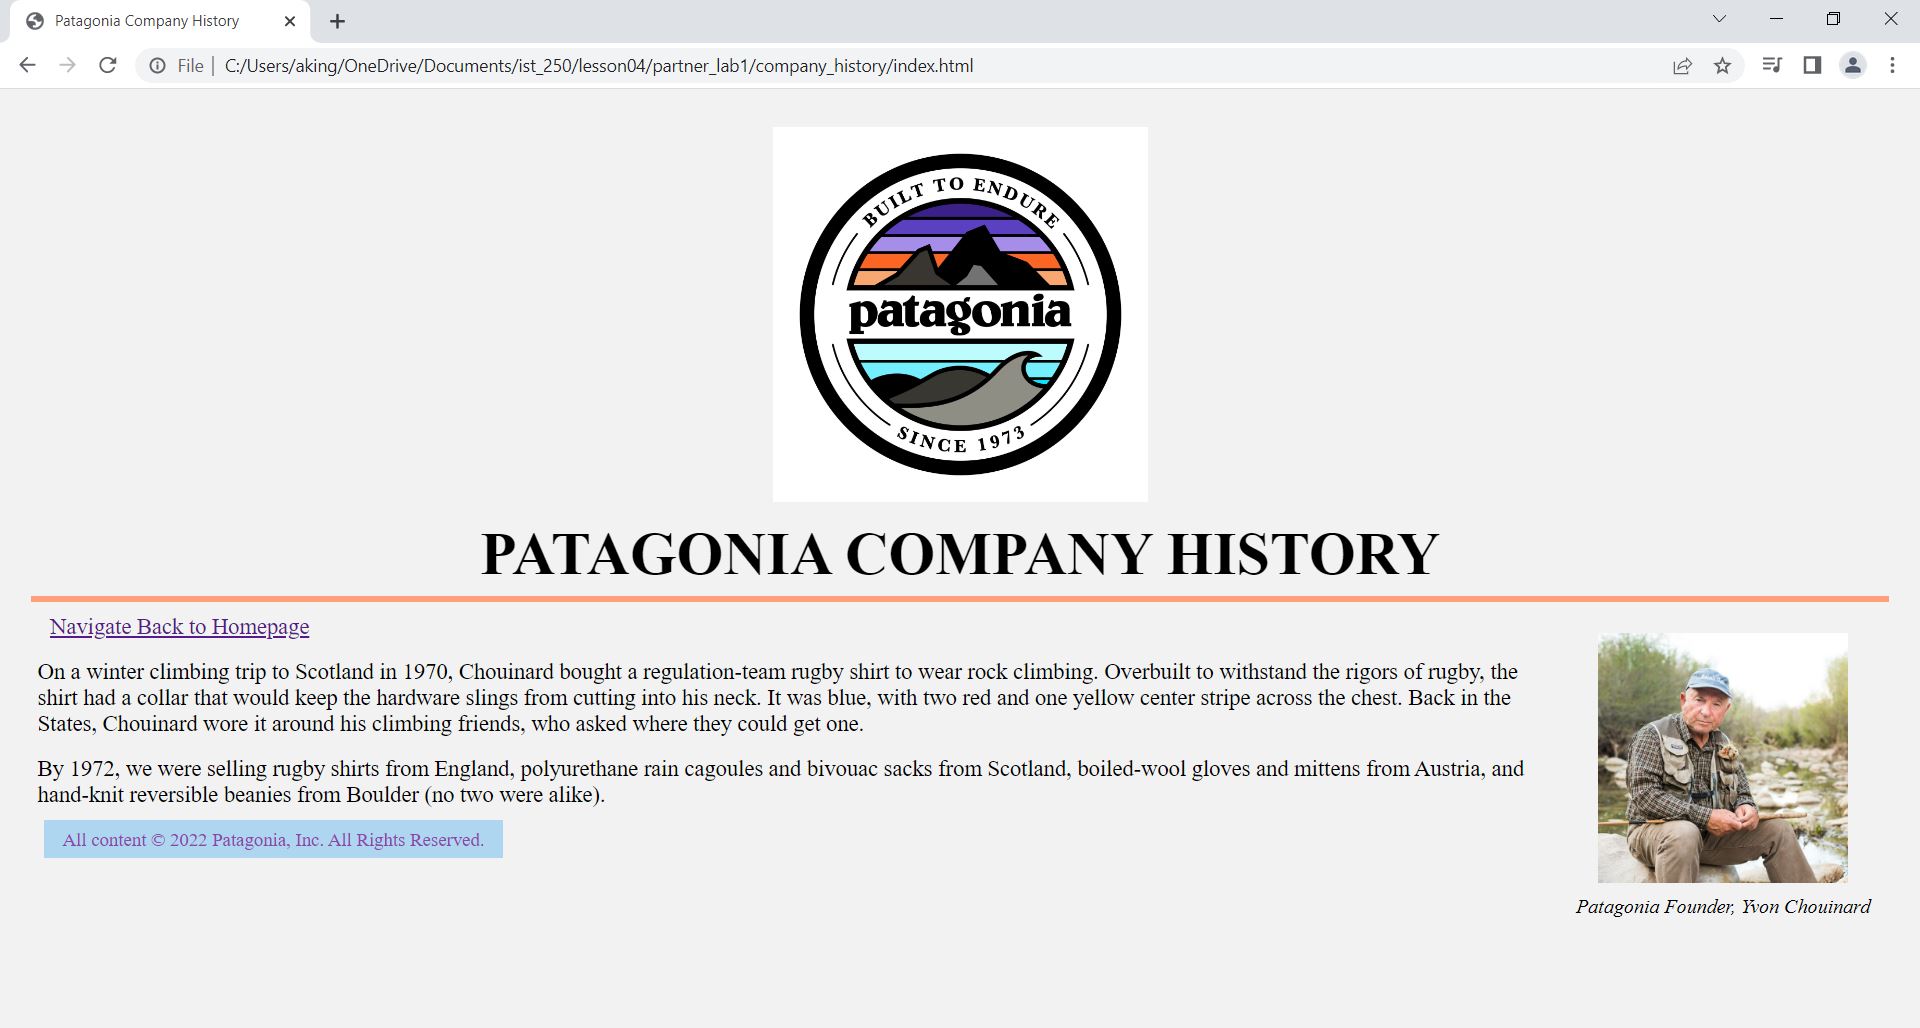 Patagonia Company History
File
C:/Users/aking/OneDrive/Documents/ist_250/lesson04/partner_lab1/company_history/index.html
BUILT TO ENDURE
patagonia
SINCE 1973
PATAGONIA COMPANY HISTORY
Navigate Back to Homepage
On a winter climbing trip to Scotland in 1970, Chouinard bought a regulation-team rugby shirt to wear rock climbing. Overbuilt to withstand the rigors of rugby, the
shirt had a collar that would keep the hardware slings from cutting into his neck. It was blue, with two red and one yellow center stripe across the chest. Back in the
States, Chouinard wore it around his climbing friends, who asked where they could get one.
By 1972, we were selling rugby shirts from England, polyurethane rain cagoules and bivouac sacks from Scotland, boiled-wool gloves and mittens from Austria, and
hand-knit reversible beanies from Boulder (no two were alike).
All content © 2022 Patagonia, Inc. All Rights Reserved.
Patagonia Founder, Yvon Chouinard